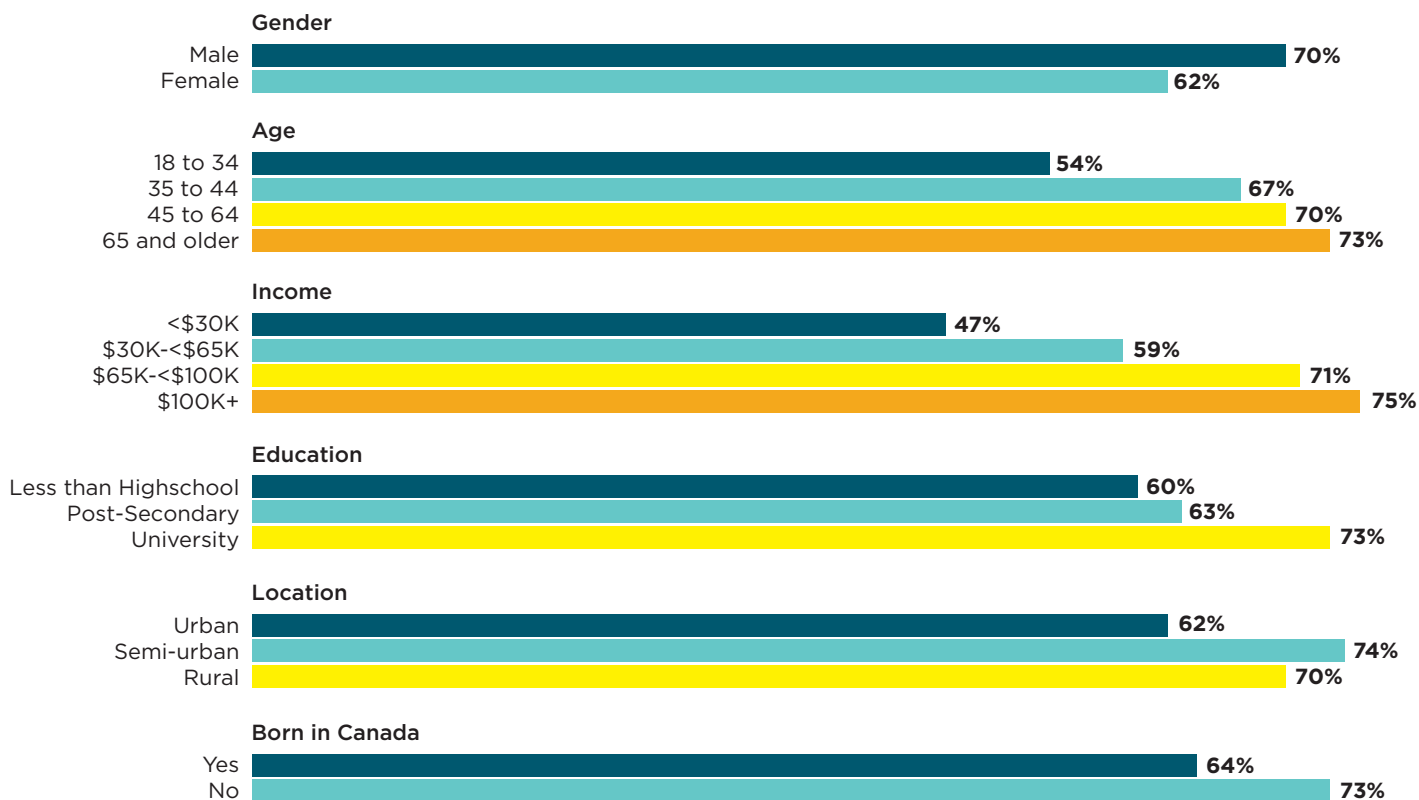 Gender
Male 70%
Female 62%
Age
18 to 34 54%
35 to 44 67%
45 to 64 70%
65 and older 73%
Income
<$30K 47%
$30K-<$65K 59%
$65K-<$100K 71%
$100K+ 75%
Education
Less than Highschool 60%
Post-Secondary 63%
University 73%
Location
Urban 62%
Semi-urban 74%
Rural 70%
Born in Canada
Yes 64%
No 73%